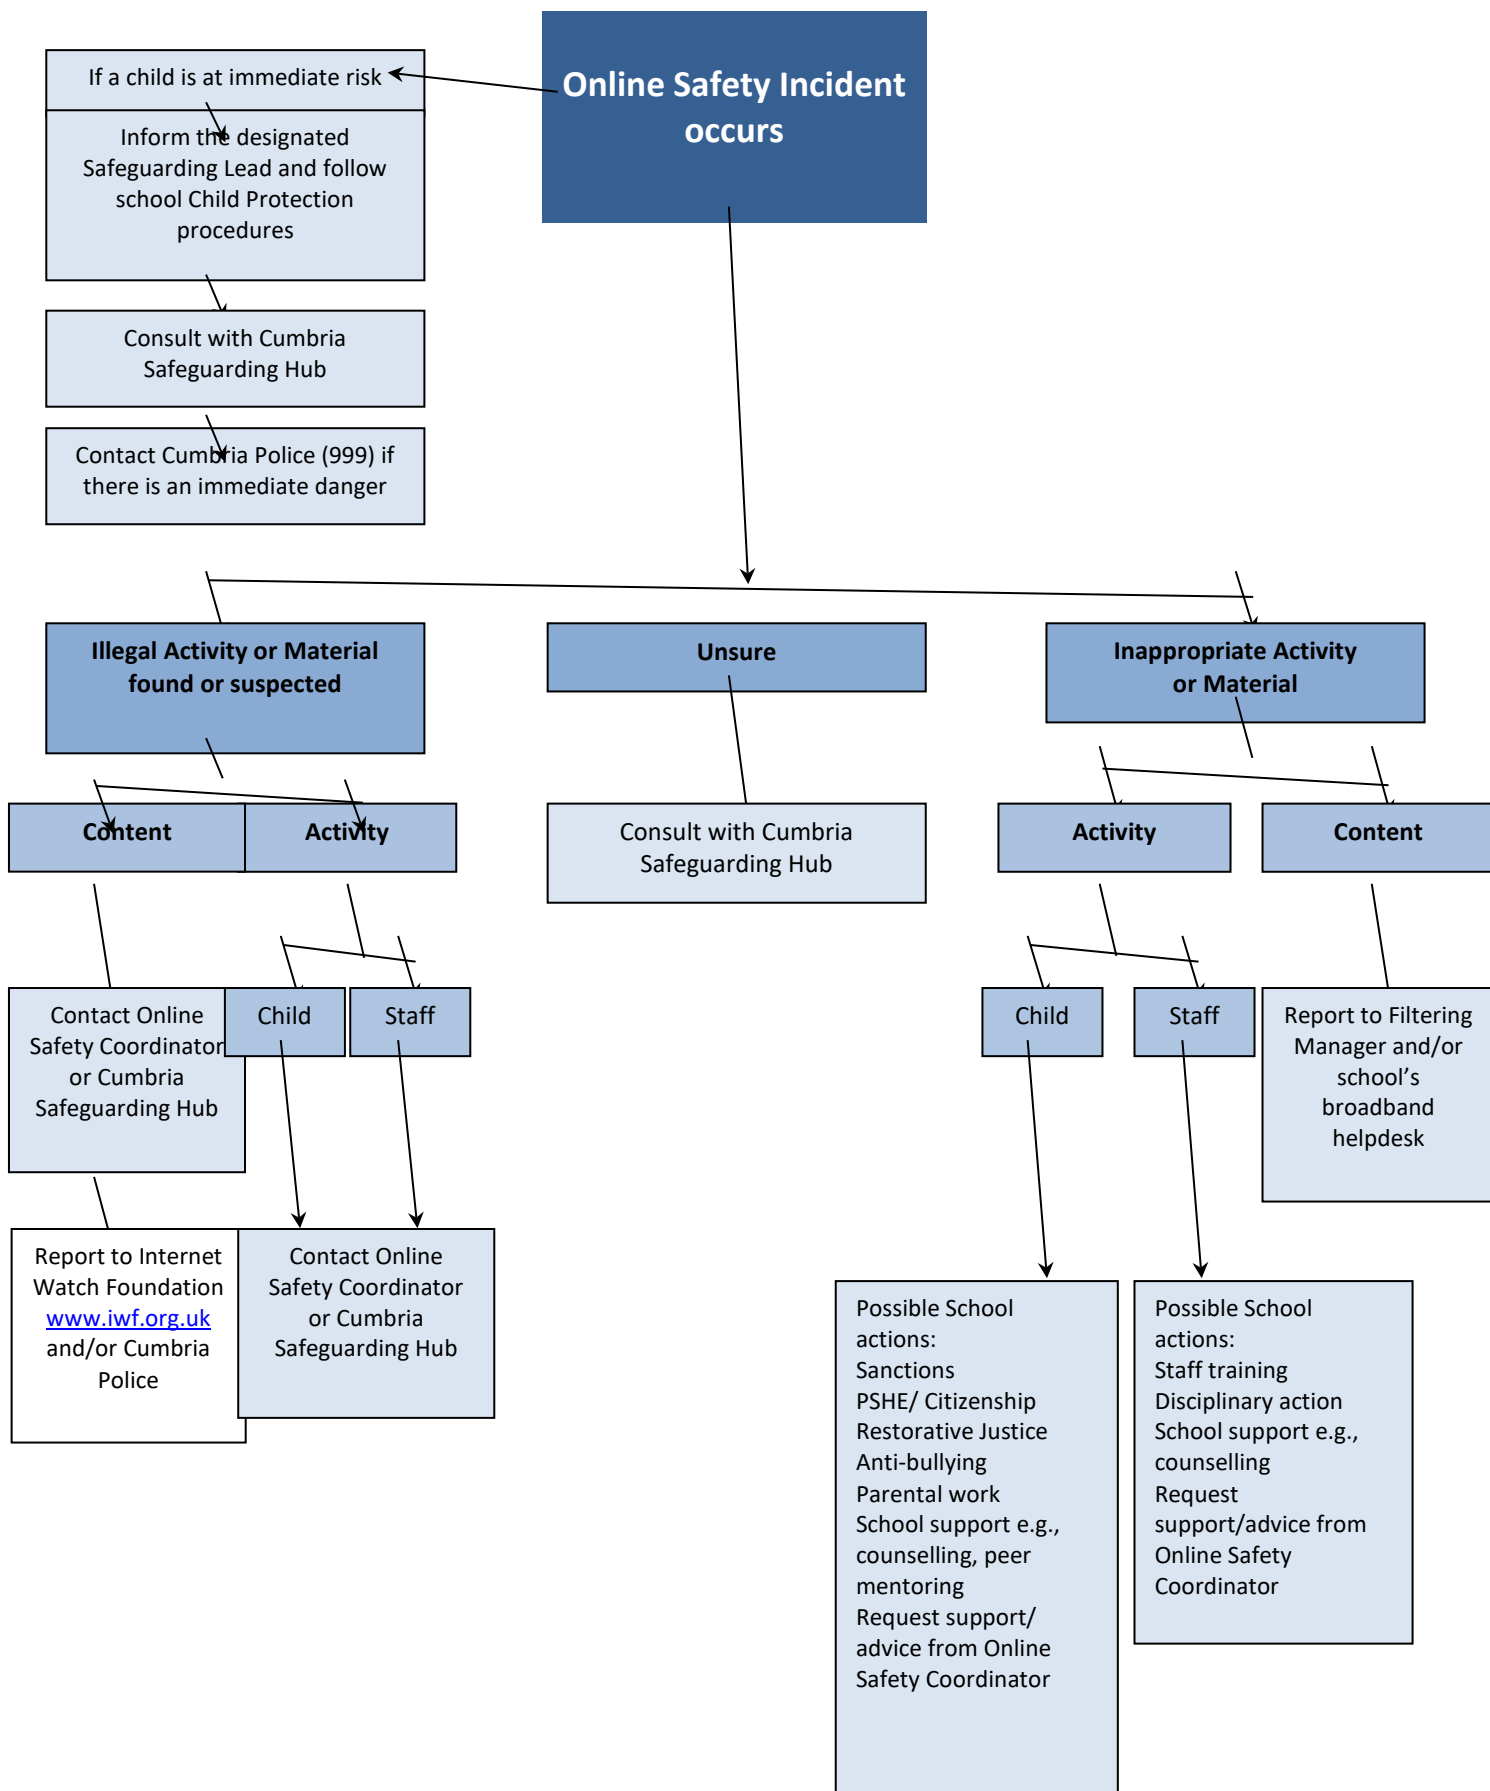 Online Safety Incident
occurs
If a child is at immediate risk
Inform the designated
Safeguarding Lead and follow
school Child Protection
procedures
Consult with Cumbria
Safeguarding Hub
Contact Cumbria Police (999) if
there is an immediate danger
Illegal Activity or Material
found or suspected
Unsure
Inappropriate Activity
or Material
Content
Activity
Consult with Cumbria
Safeguarding Hub
Activity
Content
Contact Online
Safety Coordinator
or Cumbria
Safeguarding Hub
Child
Staff
Child
Staff
Report to Filtering
Manager and/or
school’s
broadband
helpdesk
Report to Internet
Watch Foundation
www.iwf.org.uk
and/or Cumbria
Police
Contact Online
Safety Coordinator
or Cumbria
Safeguarding Hub
Possible School
actions:
Sanctions
PSHE/ Citizenship
Restorative Justice
Anti-bullying
Parental work
School support e.g.,
counselling, peer
mentoring
Request support/
advice from Online
Safety Coordinator
Possible School
actions:
Staff training
Disciplinary action
School support e.g.,
counselling
Request
support/advice from
Online Safety
Coordinator